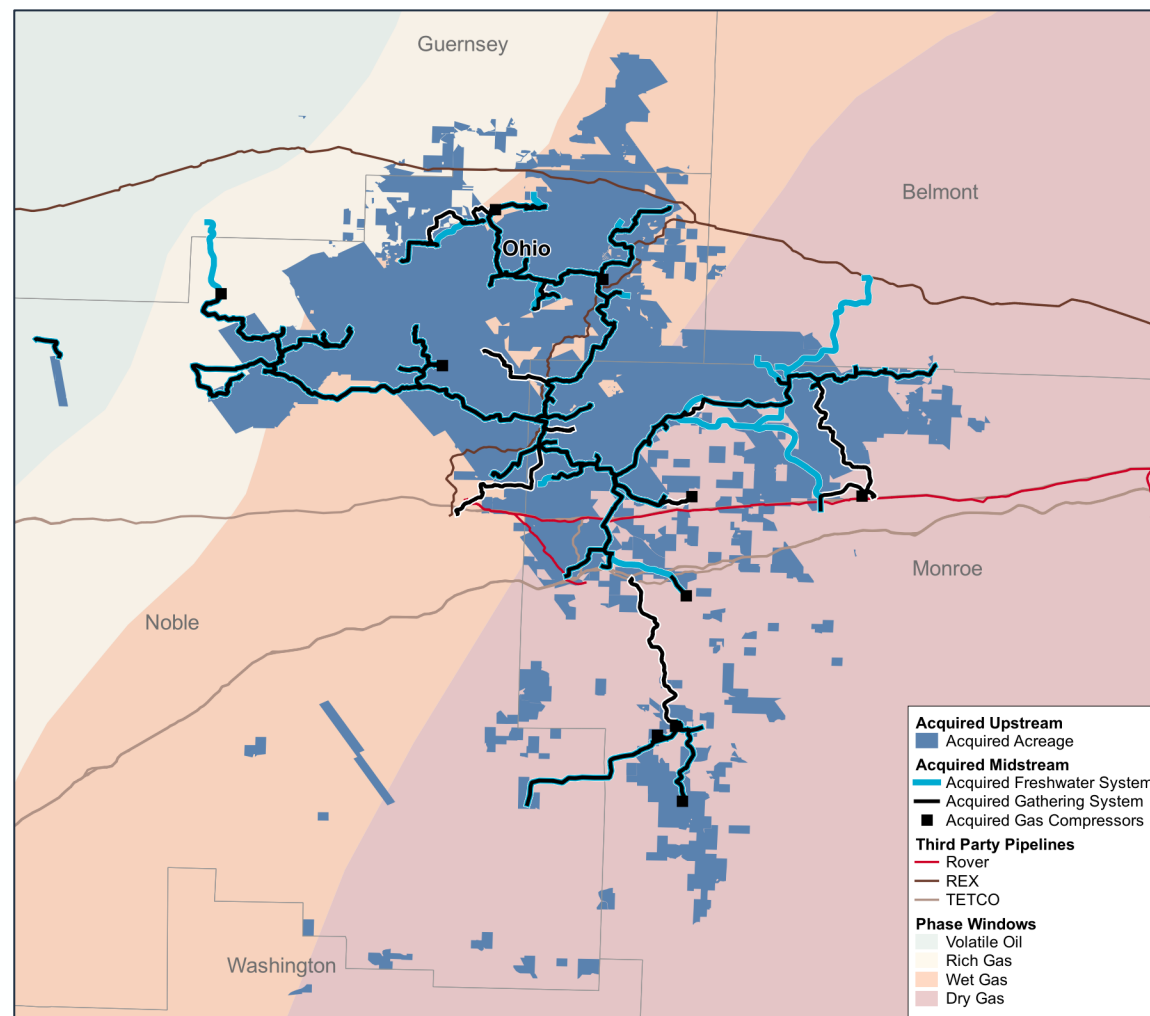 Guernsey
Belmont
Ohio
Monroe
Noble
Washington
Acquired Upstream
Acquired Acreage
Acquired Midstream
Acquired Freshwater System
Acquired Gathering System
Acquired Gas Compressors
Third Party Pipelines
Rover
REX
TETCO
Phase Windows
Volatile Oil
Rich Gas
Wet Gas
Dry Gas